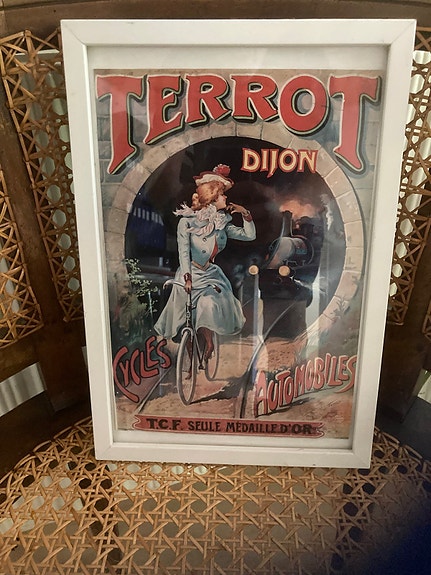 TERROT
DIJON
CYCLES
AUTOMOBILES
T.C.F. SEULE MÉDAILLE D'OR